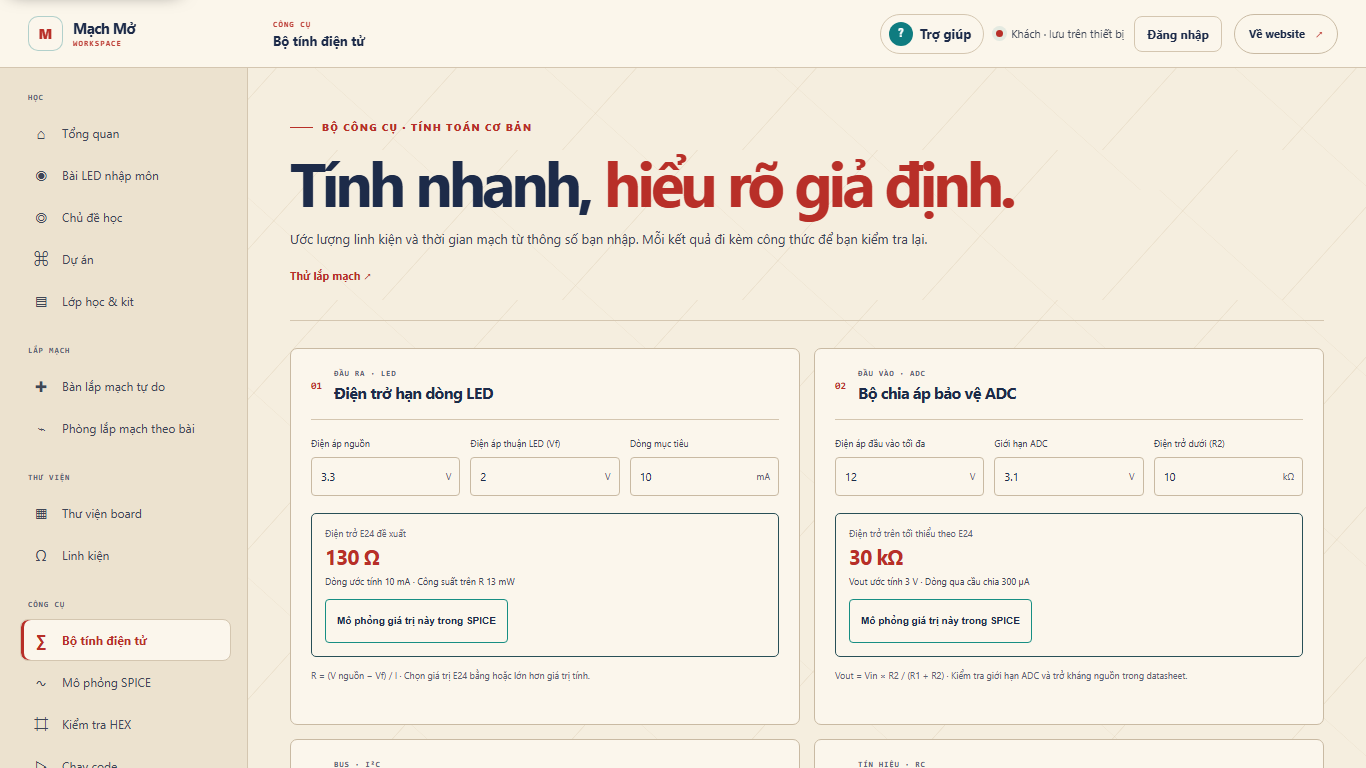 M
Mạch Mở
WORKSPACE
CÔNG CỤ
Bộ tính điện tử
? Trợ giúp
Khách · lưu trên thiết bị
Đăng nhập
Về website ↗
HỌC
Tổng quan
Bài LED nhập môn
Chủ đề học
Dự án
Lớp học & kit
LẮP MẠCH
Bàn lắp mạch tự do
Phòng lắp mạch theo bài
THƯ VIỆN
Thư viện board
Ω Linh kiện
CÔNG CỤ
∑ Bộ tính điện tử
Mô phỏng SPICE
Kiểm tra HEX
Chạy code
BỘ CÔNG CỤ · TÍNH TOÁN CƠ BẢN
Tính nhanh, hiểu rõ giả định.
Ước lượng linh kiện và thời gian mạch từ thông số bạn nhập. Mỗi kết quả đi kèm công thức để bạn kiểm tra lại.
Thử lắp mạch ↗
01
ĐẦU RA · LED
Điện trở hạn dòng LED
Điện áp nguồn
Điện áp thuận LED (Vf)
Dòng mục tiêu
3.3 V
2 V
10 mA
Điện trở E24 đề xuất
130 Ω
Dòng ước tính 10 mA · Công suất trên R 13 mW
Mô phỏng giá trị này trong SPICE
R = (V nguồn − Vf) / I · Chọn giá trị E24 bằng hoặc lớn hơn giá trị tính.
02
ĐẦU VÀO · ADC
Bộ chia áp bảo vệ ADC
Điện áp đầu vào tối đa
Giới hạn ADC
Điện trở dưới (R2)
12 V
3.1 V
10 kΩ
Điện trở trên tối thiểu theo E24
30 kΩ
Vout ước tính 3 V · Dòng qua cầu chia 300 µA
Mô phỏng giá trị này trong SPICE
Vout = Vin × R2 / (R1 + R2) · Kiểm tra giới hạn ADC và trở kháng nguồn trong datasheet.
BUS · I²C
TÍN HIỆU · RC